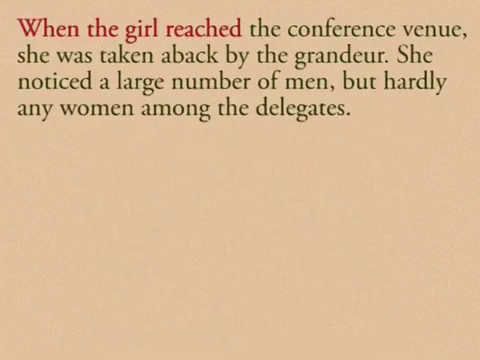 When the girl reached the conference venue,
she was taken aback by the grandeur. She
noticed a large number of men, but hardly
any women among the delegates.